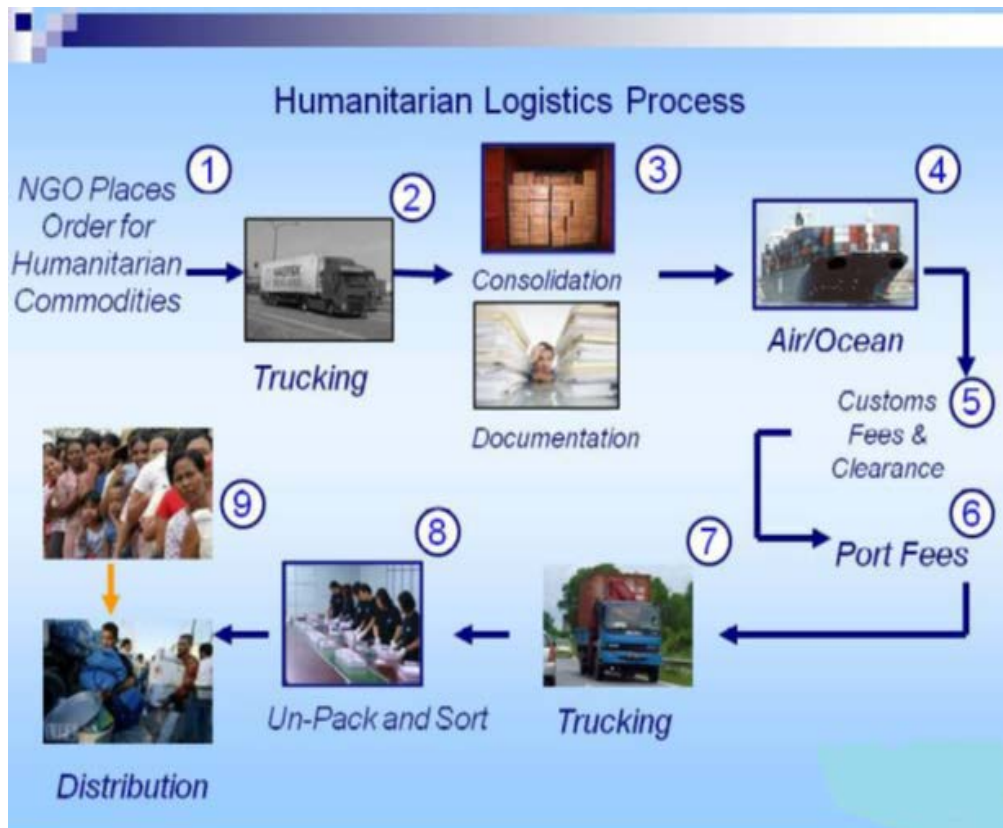 Humanitarian Logistics Process
1
NGO Places
Order for
Humanitarian
Commodities
2
Trucking
3
Consolidation
Documentation
4
Air/Ocean
5
Customs
Fees &
Clearance
6
Port Fees
7
Trucking
8
Un-Pack and Sort
9
Distribution